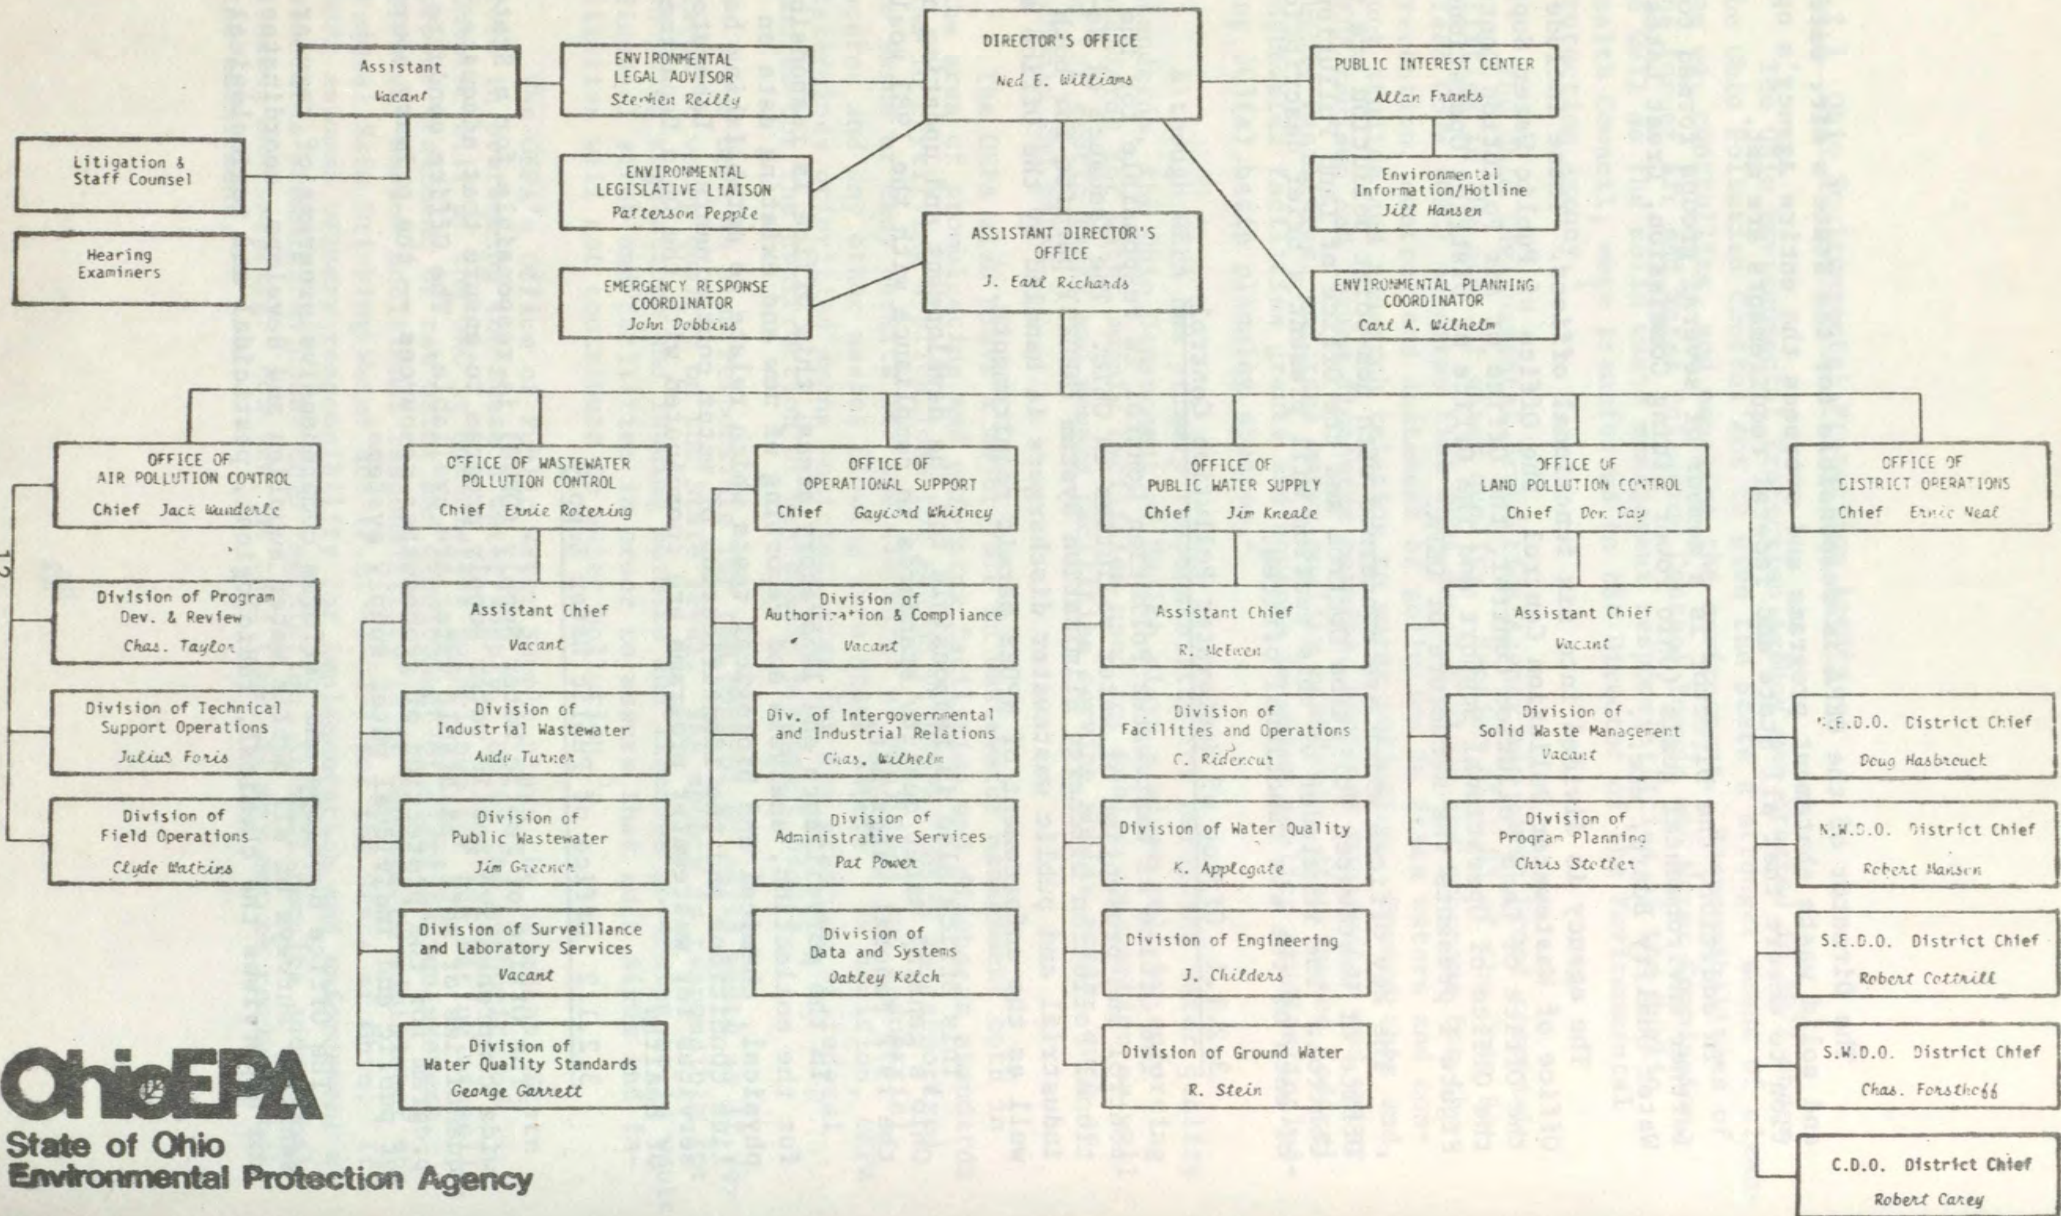 DIRECTOR'S OFFICE
Ned E. Williams
Assistant
Vacant
ENVIRONMENTAL
LEGAL ADVISOR
Stephen Reilly
PUBLIC INTEREST CENTER
Allan Franks
Litigation &
Staff Counsel
Hearing
Examiners
ENVIRONMENTAL
LEGISLATIVE LIAISON
Patterson Pepple
Environmental
Information/Hotline
Jill Hansen
ASSISTANT DIRECTOR'S
OFFICE
J. Earl Richards
EMERGENCY RESPONSE
COORDINATOR
John Dobbins
ENVIRONMENTAL PLANNING
COORDINATOR
Carl A. Wilhelm
OFFICE OF
AIR POLLUTION CONTROL
Chief Jack Wunderle
Division of Program
Dev. & Review
Chas. Taylor
Division of Technical
Support Operations
Julius Foris
Division of
Field Operations
Clyde Watkins
OFFICE OF WASTEWATER
POLLUTION CONTROL
Chief Ernie Rotering
Assistant Chief
Vacant
Division of
Industrial Wastewater
Andy Turner
Division of
Public Wastewater
Jim Greener
Division of Surveillance
and Laboratory Services
Vacant
Division of
Water Quality Standards
George Garrett
OFFICE OF
OPERATIONAL SUPPORT
Chief Gaylord Whitney
Division of
Authorization & Compliance
Vacant
Div. of Intergovernmental
and Industrial Relations
Chas. Wilhelm
Division of
Administrative Services
Pat Power
Division of
Data and Systems
Oakley Kelch
OFFICE OF
PUBLIC WATER SUPPLY
Chief Jim Kneale
Assistant Chief
R. McEwen
Division of
Facilities and Operations
C. Ridenour
Division of Water Quality
K. Applegate
Division of Engineering
J. Childers
Division of Ground Water
R. Stein
OFFICE OF
LAND POLLUTION CONTROL
Chief Don Day
Assistant Chief
Vacant
Division of
Solid Waste Management
Vacant
Division of
Program Planning
Chris Stotler
OFFICE OF
DISTRICT OPERATIONS
Chief Ernie Neal
N.E.D.O. District Chief
Doug Hasbrouck
N.W.D.O. District Chief
Robert Manson
S.E.D.O. District Chief
Robert Cottrill
S.W.D.O. District Chief
Chas. Forsthoff
C.D.O. District Chief
Robert Carey
12
OhioEPA
State of Ohio
Environmental Protection Agency